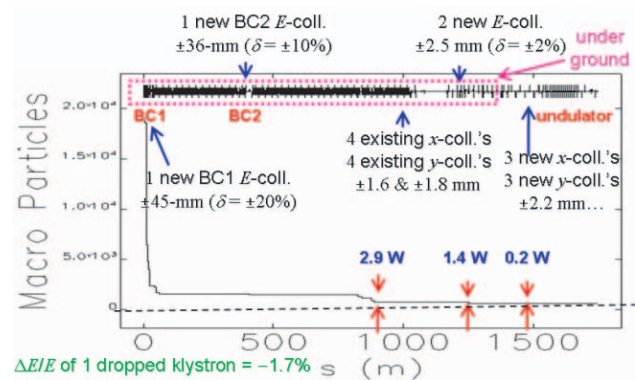 1 new BC2 E-coll.
±36-mm (δ = ±10%)
2 new E-coll.
±2.5 mm (δ = ±2%)
under
ground
2.0•10⁴
BC1
BC2
undulator
1.5•10⁴
1 new BC1 E-coll.
±45-mm (δ = ±20%)
4 existing x-coll.'s
4 existing y-coll.'s
±1.6 & ±1.8 mm
3 new x-coll.'s
3 new y-coll.'s
±2.2 mm…
1.0•10⁴
5.0•10³
0
Macro Particles
2.9 W
1.4 W
0.2 W
0
500
1000
1500
s (m)
ΔE/E of 1 dropped klystron = −1.7%